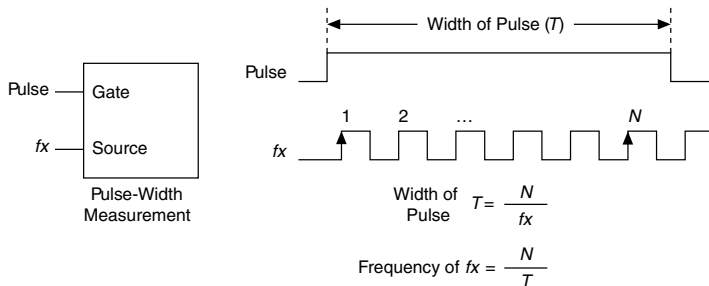 Width of Pulse (T)
Pulse
Pulse
Gate
1 2 ... N
fx
Source
fx
Pulse-Width
Measurement
Width of
Pulse
T = N / fx
Frequency of fx = N / T